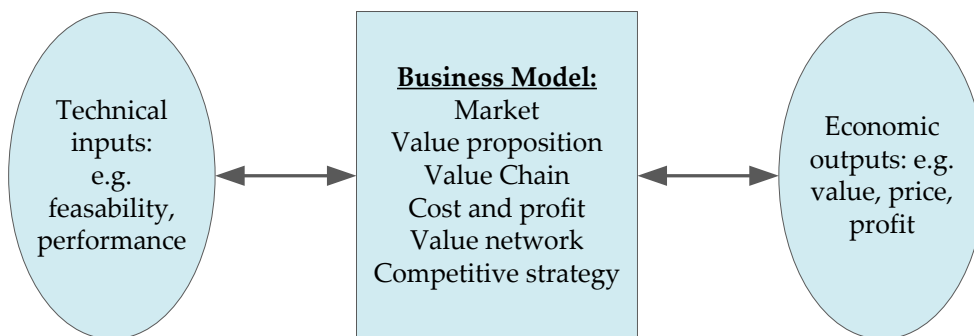 Technical
inputs:
e.g.
feasability,
performance
Business Model:
Market
Value proposition
Value Chain
Cost and profit
Value network
Competitive strategy
Economic
outputs: e.g.
value, price,
profit